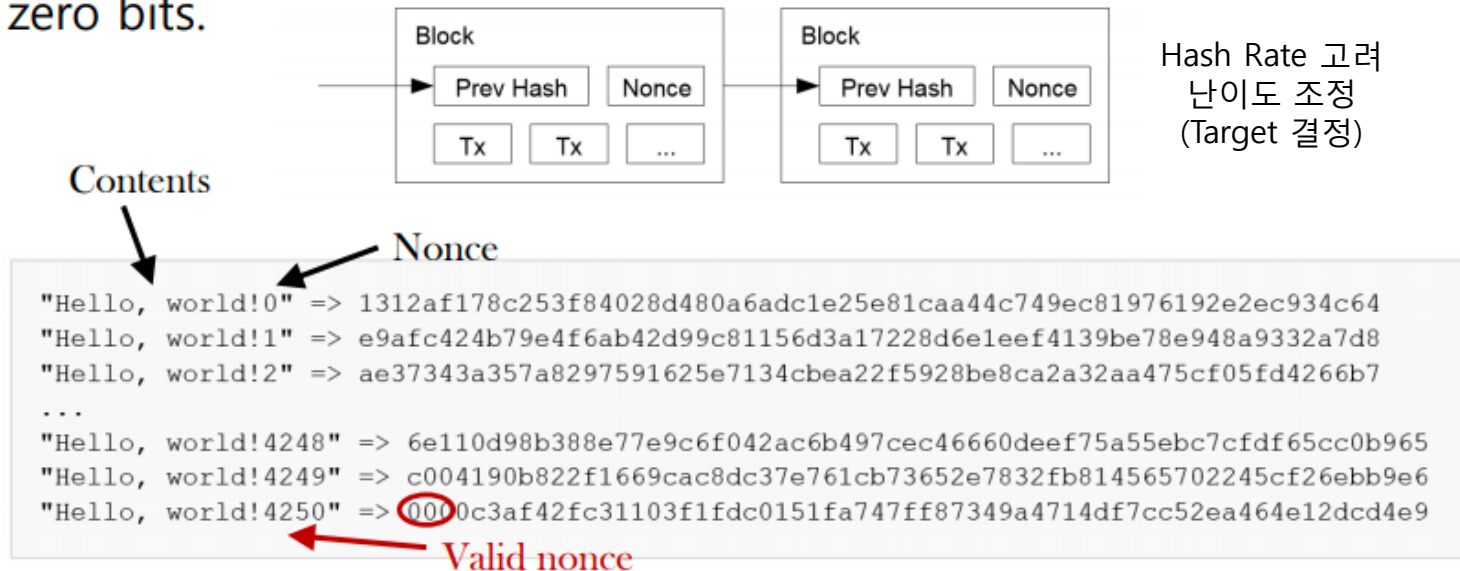 zero bits.
Block
Prev Hash
Nonce
Tx
Tx
...
Block
Prev Hash
Nonce
Tx
Tx
...
Hash Rate 고려
난이도 조정
(Target 결정)
Contents
Nonce
"Hello, world!0" => 1312af178c253f84028d480a6adc1e25e81caa44c749ec81976192e2ec934c64
"Hello, world!1" => e9afc424b79e4f6ab42d99c81156d3a17228d6e1eef4139be78e948a9332a7d8
"Hello, world!2" => ae37343a357a8297591625e7134cbea22f5928be8ca2a32aa475cf05fd4266b7
...
"Hello, world!4248" => 6e110d98b388e77e9c6f042ac6b497cec46660deef75a55ebc7cfdf65cc0b965
"Hello, world!4249" => c004190b822f1669cac8dc37e761cb73652e7832fb814565702245cf26ebb9e6
"Hello, world!4250" => 0000c3af42fc31103f1fdc0151fa747ff87349a4714df7cc52ea464e12dcd4e9
Valid nonce